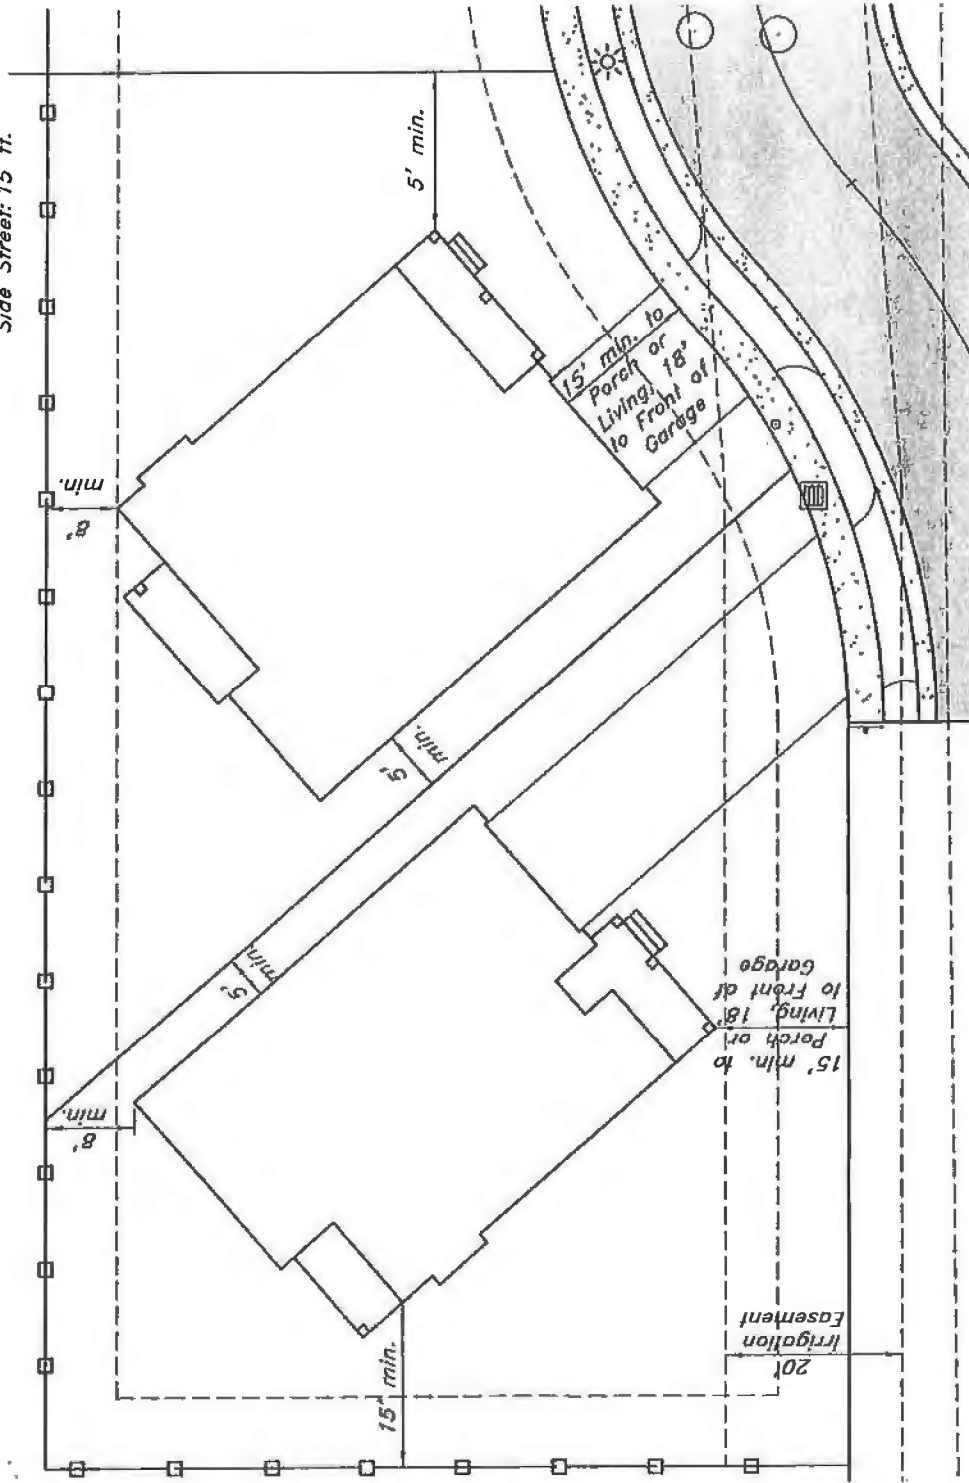 Side Street: 15 ft.
5' min.
15' min. to
Porch or
Living, 18'
to Front of
Garage
8'
min.
5'
min.
5'
min.
8'
min.
15' min. to
Porch or
Living, 18'
to Front of
Garage
15' min.
20'
Irrigation
Easement